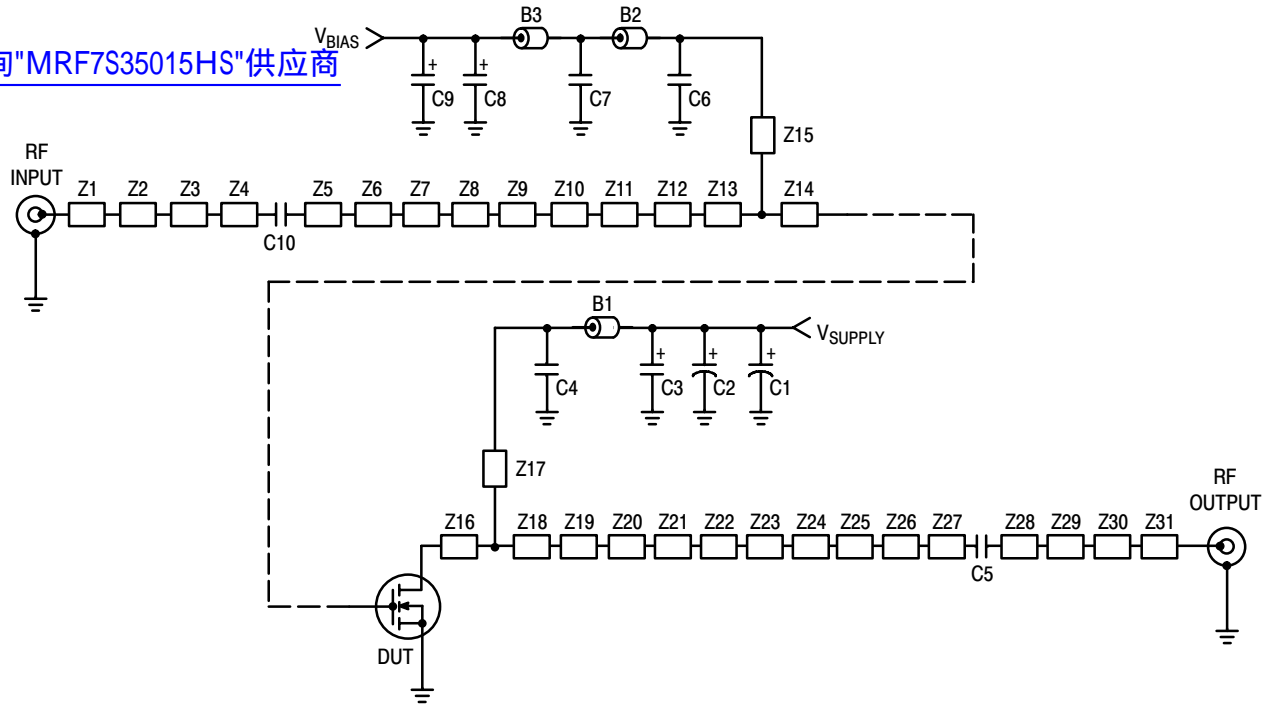 B3 B2
V_BIAS
询"MRF7S35015HS"供应商
C9 C8 C7 C6
Z15
RF
INPUT
Z1 Z2 Z3 Z4 Z5 Z6 Z7 Z8 Z9 Z10 Z11 Z12 Z13 Z14
C10
B1
V_SUPPLY
C4 C3 C2 C1
Z17
RF
OUTPUT
Z16 Z18 Z19 Z20 Z21 Z22 Z23 Z24 Z25 Z26 Z27 Z28 Z29 Z30 Z31
C5
DUT
+ + + + +